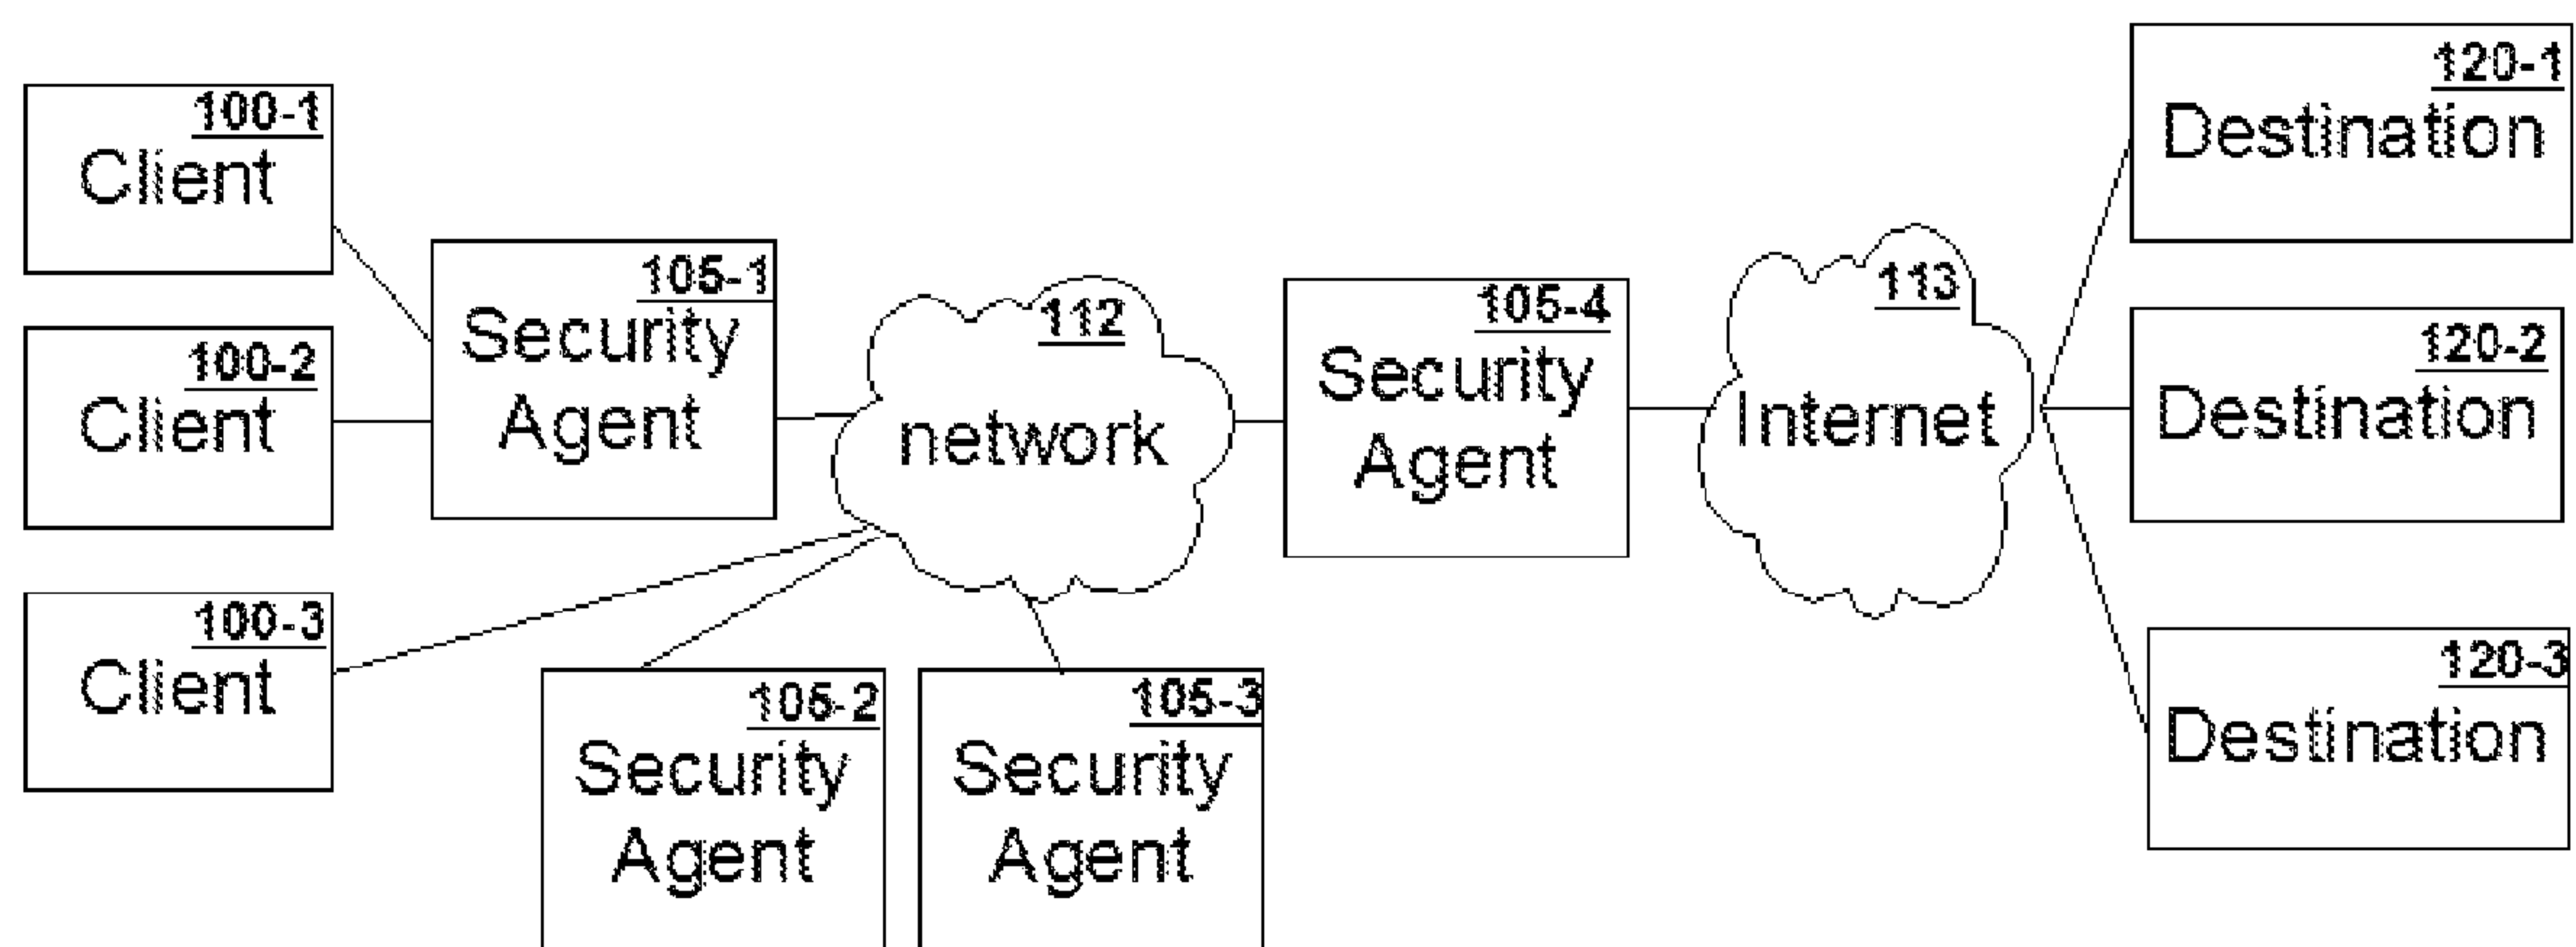 100-1
Client
100-2
Client
100-3
Client
105-1
Security
Agent
112
network
105-2
Security
Agent
105-3
Security
Agent
105-4
Security
Agent
113
Internet
120-1
Destination
120-2
Destination
120-3
Destination